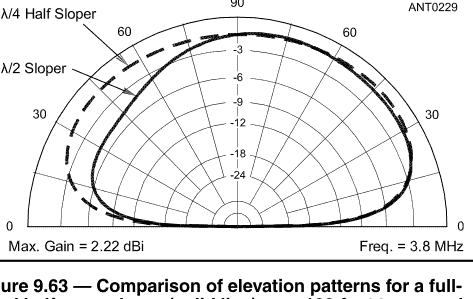 90
ANT0229
λ/4 Half Sloper
60
60
λ/2 Sloper
-3
-6
-9
30
30
-12
-18
-24
0
0
Max. Gain = 2.22 dBi
Freq. = 3.8 MHz
ure 9.63 — Comparison of elevation patterns for a full-